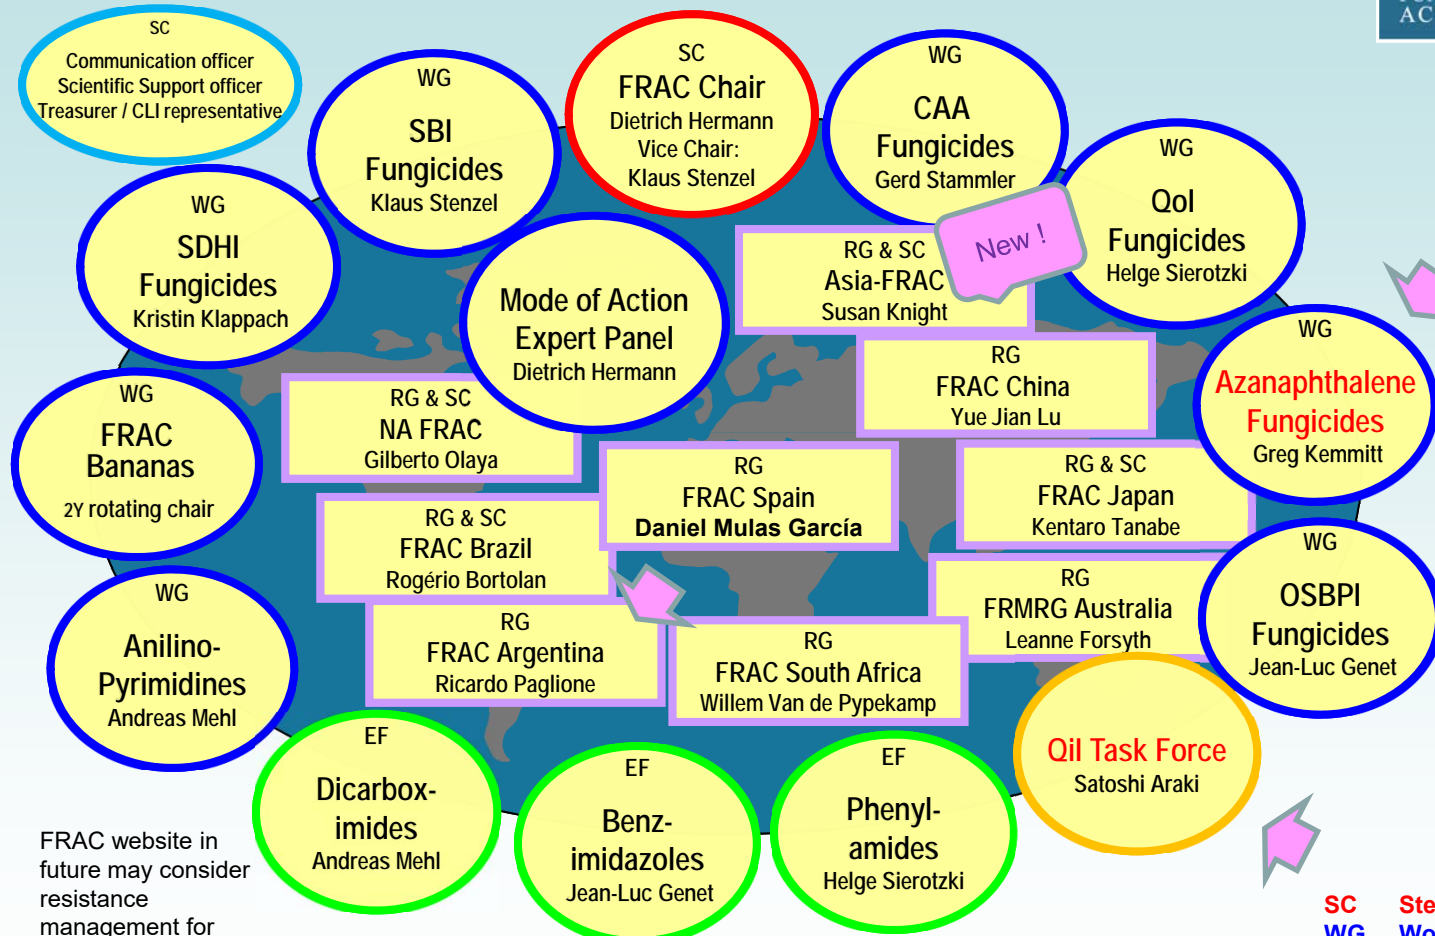 SC
Communication officer
Scientific Support officer
Treasurer / CLI representative
WG
SBI
Fungicides
Klaus Stenzel
SC
FRAC Chair
Dietrich Hermann
Vice Chair:
Klaus Stenzel
WG
CAA
Fungicides
Gerd Stammler
WG
QoI
Fungicides
Helge Sierotzki
New !
WG
SDHI
Fungicides
Kristin Klappach
Mode of Action
Expert Panel
Dietrich Hermann
RG & SC
Asia-FRAC
Susan Knight
RG
FRAC China
Yue Jian Lu
WG
Azanaphthalene
Fungicides
Greg Kemmitt
WG
FRAC
Bananas
2Y rotating chair
RG & SC
NA FRAC
Gilberto Olaya
RG
FRAC Spain
Daniel Mulas García
RG & SC
FRAC Japan
Kentaro Tanabe
RG & SC
FRAC Brazil
Rogério Bortolan
RG
FRMRG Australia
Leanne Forsyth
WG
OSBPI
Fungicides
Jean-Luc Genet
WG
Anilino-
Pyrimidines
Andreas Mehl
RG
FRAC Argentina
Ricardo Paglione
RG
FRAC South Africa
Willem Van de Pypekamp
QiI Task Force
Satoshi Araki
EF
Dicarbox-
imides
Andreas Mehl
EF
Benz-
imidazoles
Jean-Luc Genet
EF
Phenyl-
amides
Helge Sierotzki
FRAC website in
future may consider
resistance
management for
SC Ste
WG Wo
AC